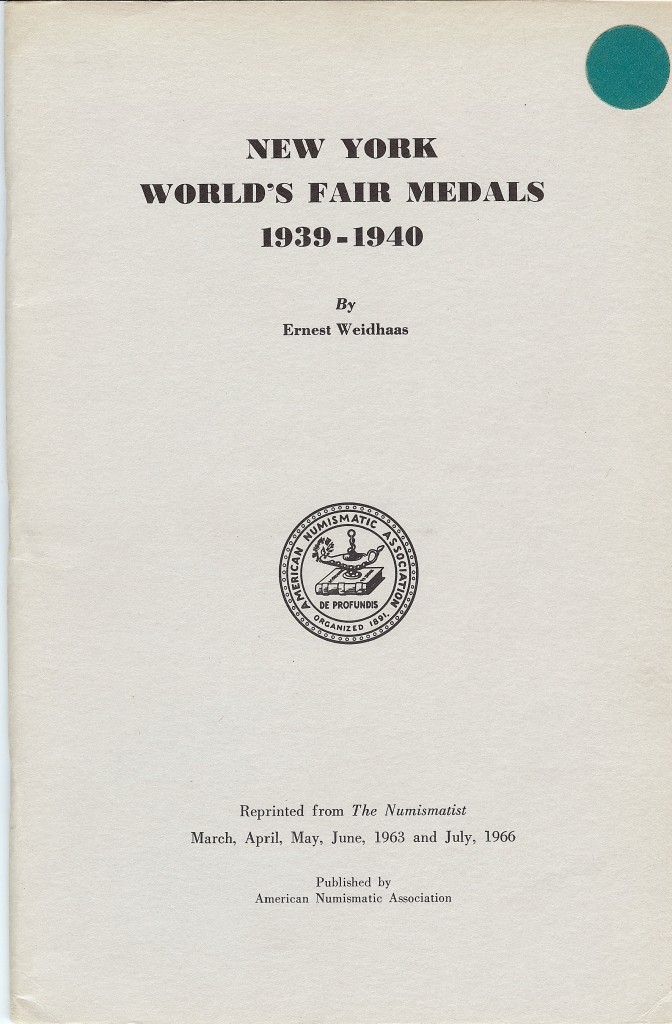 NEW YORK
WORLD'S FAIR MEDALS
1939-1940
By
Ernest Weidhaas
AMERICAN NUMISMATIC ASSOCIATION
DE PROFUNDIS
ORGANIZED 1891.
Reprinted from The Numismatist
March, April, May, June, 1963 and July, 1966
Published by
American Numismatic Association